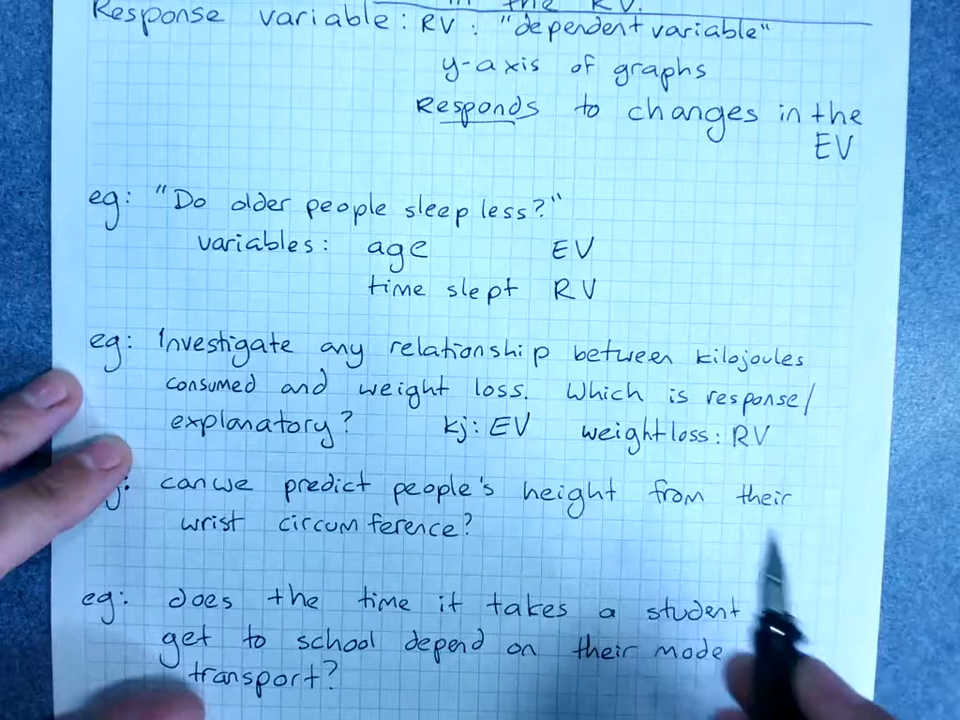 in the RV.
Response variable: RV: "dependent variable"
y-axis of graphs
Responds to changes in the
EV
eg: "Do older people sleep less?"
variables: age EV
time slept RV
eg: Investigate any relationship between kilojoules
consumed and weight loss. Which is response/
explanatory? kj: EV weightloss: RV
: can we predict people's height from their
wrist circumference?
eg: does the time it takes a student
get to school depend on their mode
transport?